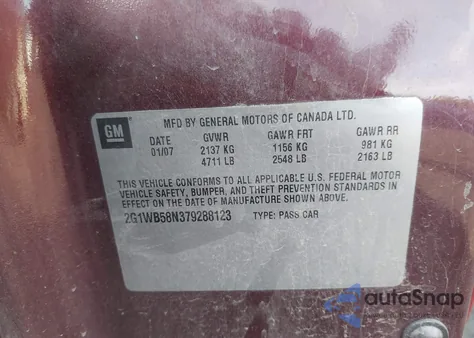 GM
MFD BY GENERAL MOTORS OF CANADA LTD.
DATE GVWR GAWR FRT GAWR RR
01/07 2137 KG 1156 KG 981 KG
4711 LB 2548 LB 2163 LB
THIS VEHICLE CONFORMS TO ALL APPLICABLE U.S. FEDERAL MOTOR
VEHICLE SAFETY, BUMPER, AND THEFT PREVENTION STANDARDS IN
EFFECT ON THE DATE OF MANUFACTURE SHOWN ABOVE.
2G1WB58N379288123 TYPE: PASS CAR
autoSnap